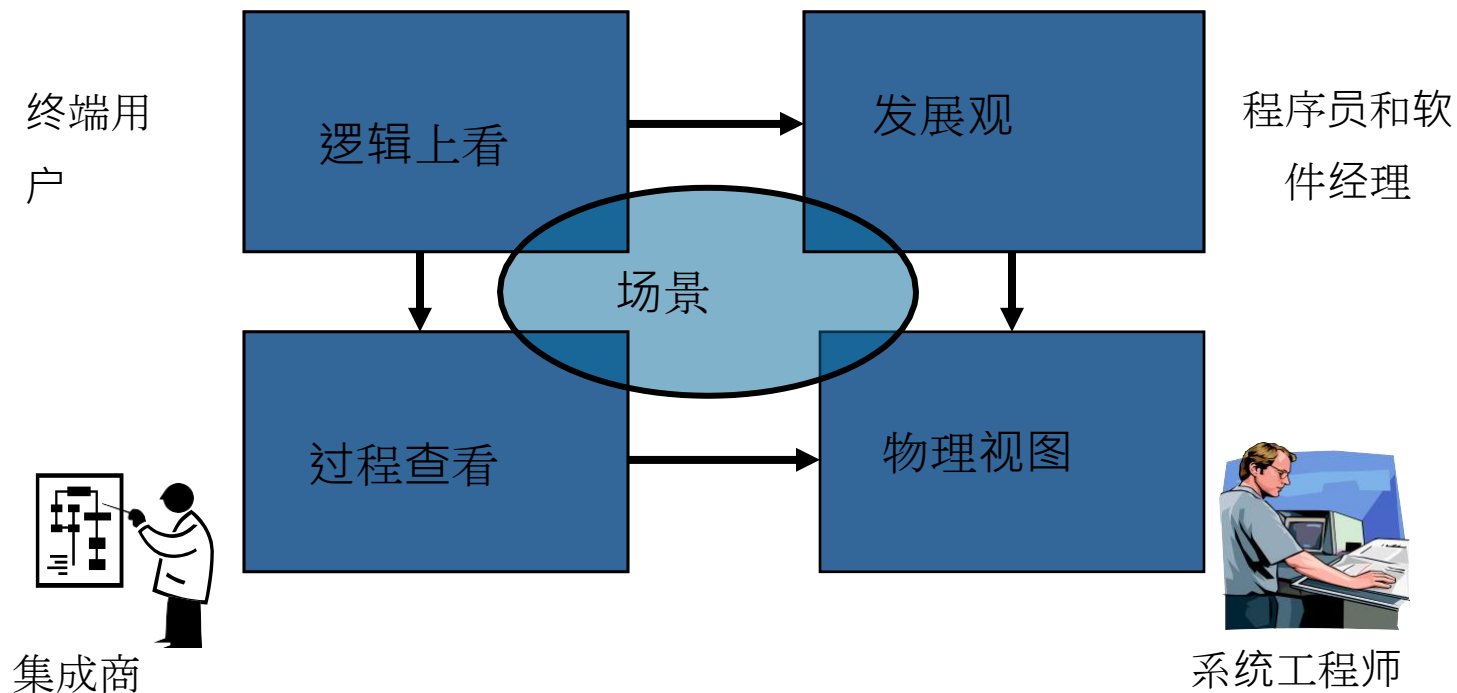 终端用
户
逻辑上看
发展观
程序员和软
件经理
场景
过程查看
物理视图
集成商
系统工程师